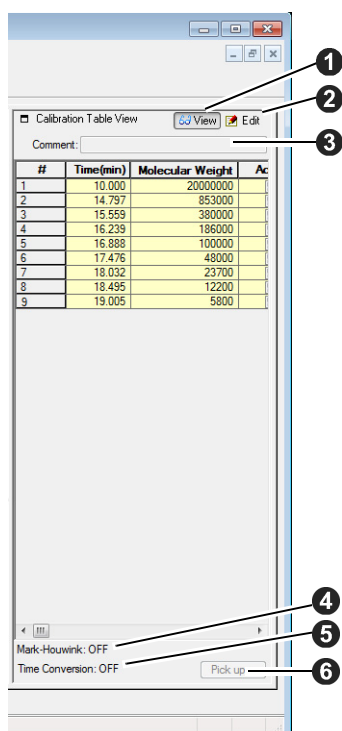 1
2
Calibration Table View View Edit
3
Comment:
# Time(min) Molecular Weight Ac
1 10.000 20000000
2 14.797 853000
3 15.559 380000
4 16.239 186000
5 16.888 100000
6 17.476 48000
7 18.032 23700
8 18.495 12200
9 19.005 5800
4
Mark-Houwink: OFF
5
Time Conversion: OFF Pick up 6